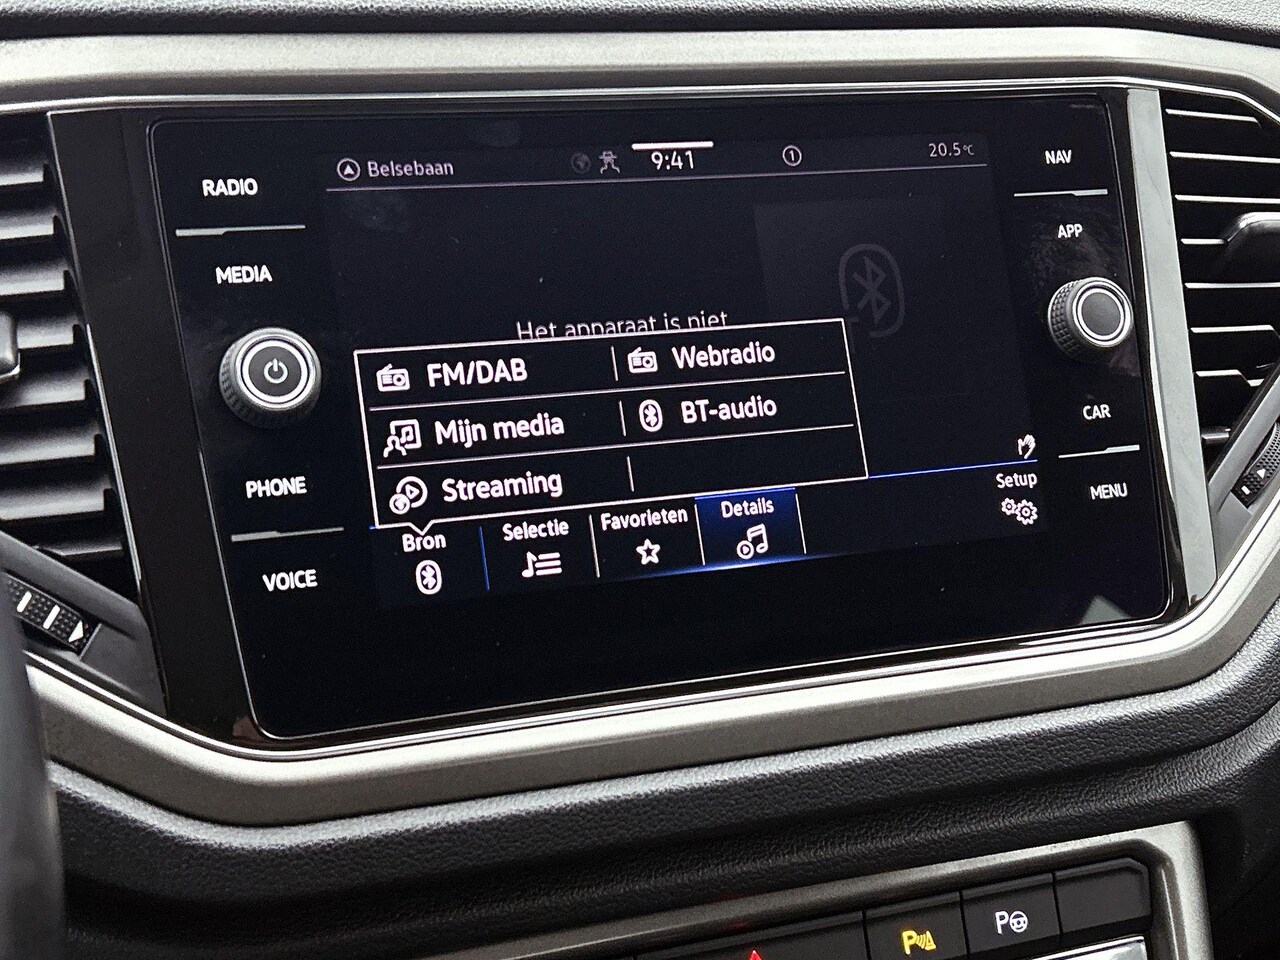 RADIO
MEDIA
PHONE
VOICE
Belsebaan
9:41
1
20.5°C
Het apparaat is niet
FM/DAB
Webradio
Mijn media
BT-audio
Streaming
Bron
Selectie
Favorieten
Details
Setup
NAV
APP
CAR
MENU
P
P